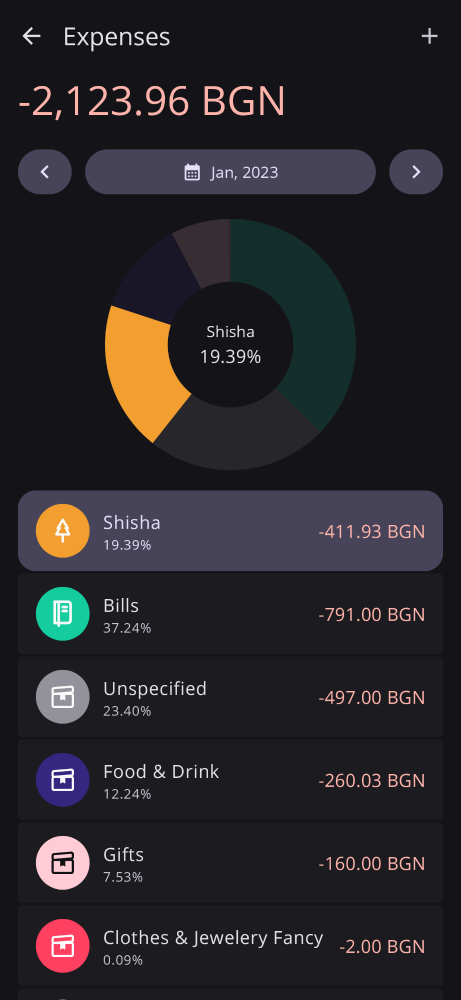 Expenses
-2,123.96 BGN
Jan, 2023
Shisha
19.39%
Shisha
19.39%
-411.93 BGN
Bills
37.24%
-791.00 BGN
Unspecified
23.40%
-497.00 BGN
Food & Drink
12.24%
-260.03 BGN
Gifts
7.53%
-160.00 BGN
Clothes & Jewelery Fancy
0.09%
-2.00 BGN